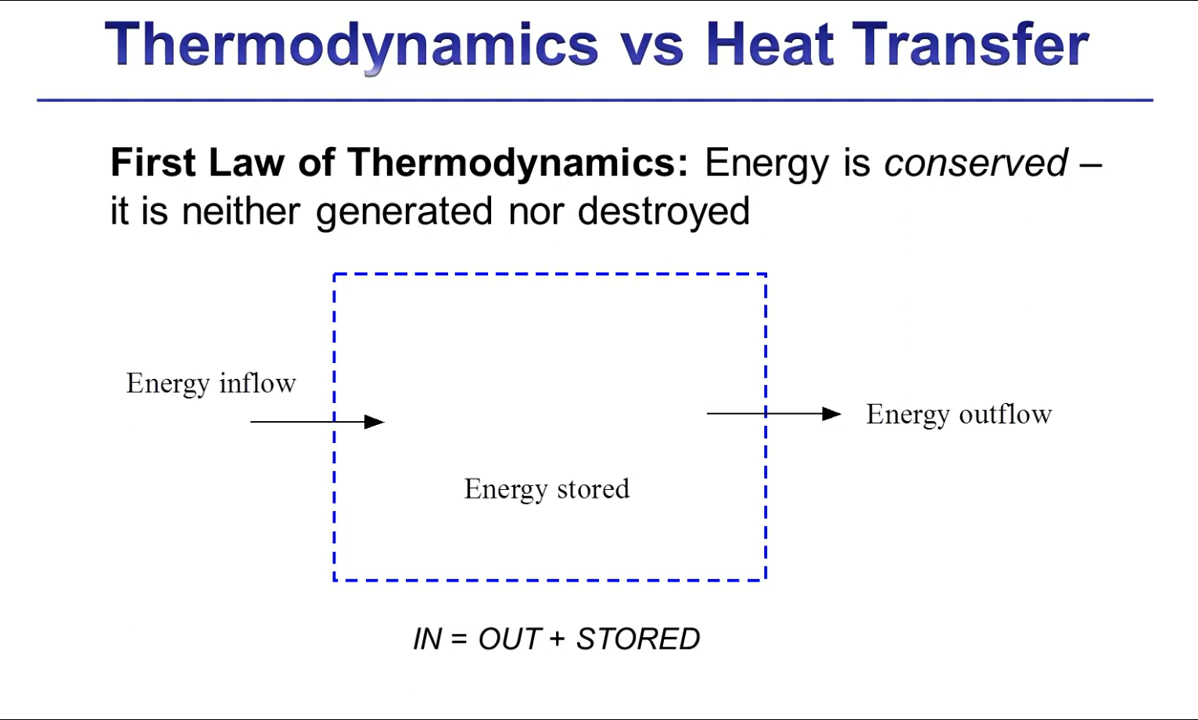 Thermodynamics vs Heat Transfer
First Law of Thermodynamics: Energy is conserved –
it is neither generated nor destroyed
Energy inflow
Energy outflow
Energy stored
IN = OUT + STORED